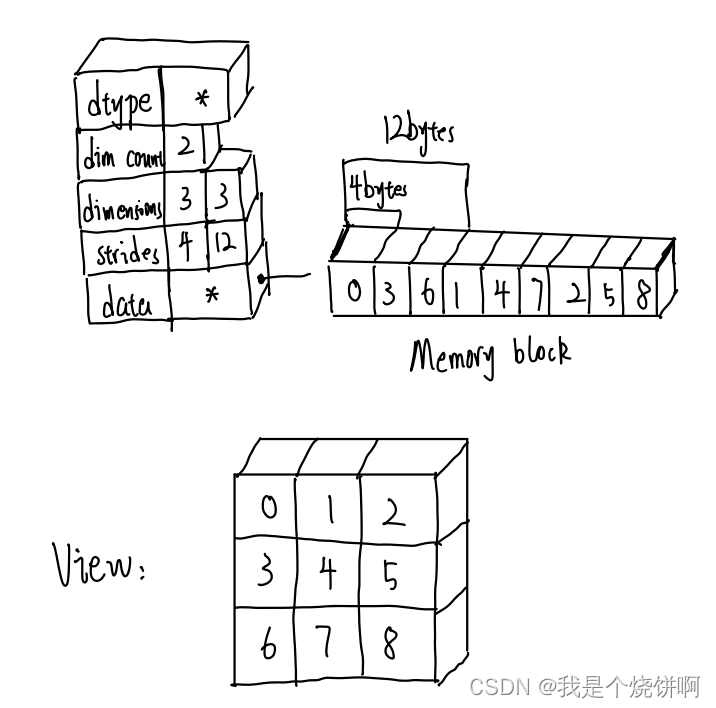 dtype *
dim count 2
dimensions 3 3
strides 4 12
data *
12bytes
4bytes
0 3 6 1 4 7 2 5 8
Memory block
View:
0 1 2
3 4 5
6 7 8
CSDN @我是个烧饼啊